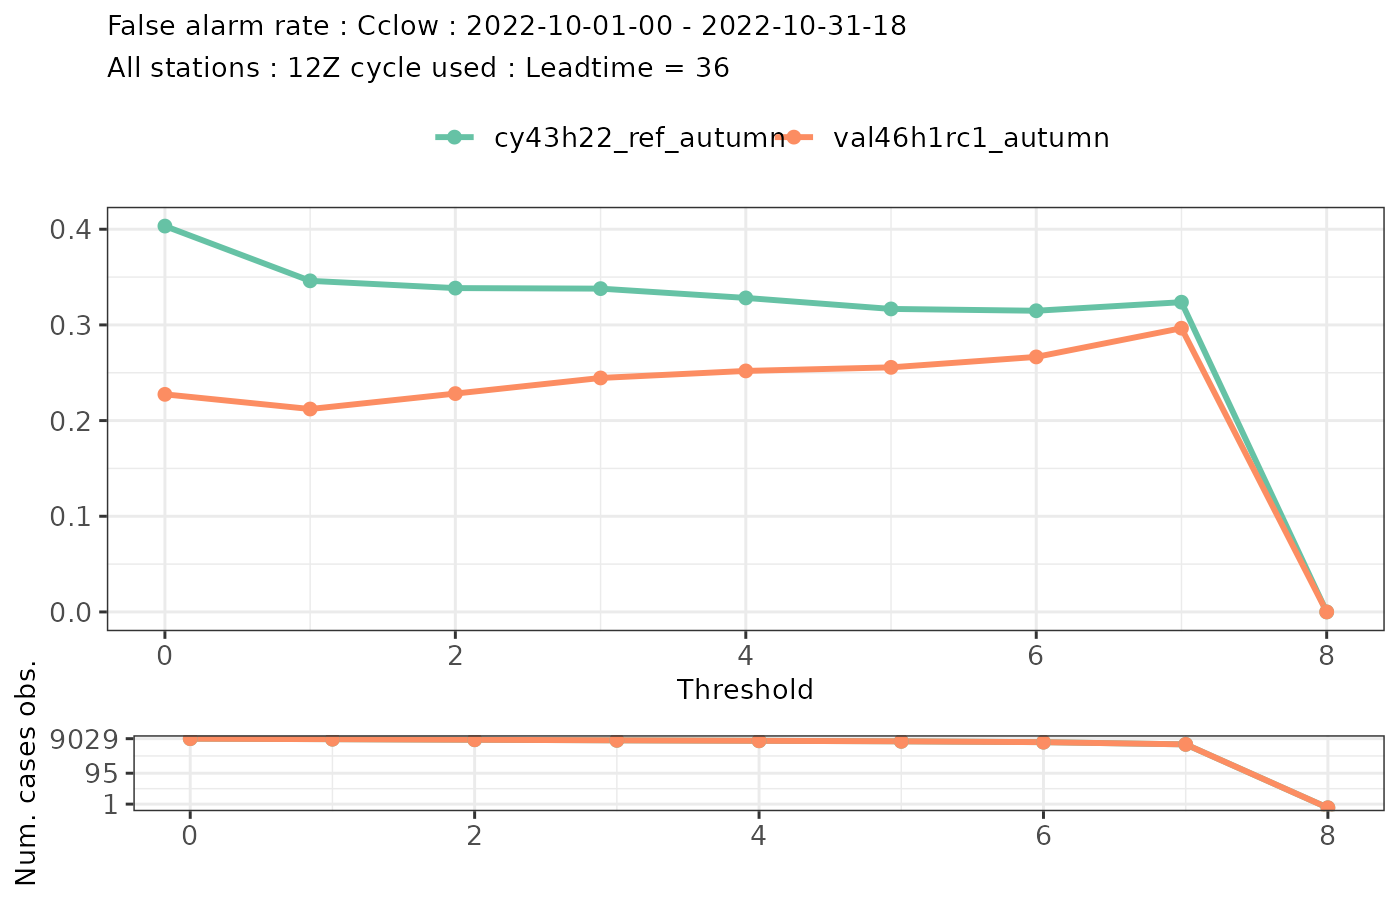 False alarm rate : Cclow : 2022-10-01-00 - 2022-10-31-18
All stations : 12Z cycle used : Leadtime = 36
cy43h22_ref_autumn val46h1rc1_autumn
0.4
0.3
0.2
0.1
0.0
0 2 4 6 8
Threshold
Num. cases obs.
9029
95
1
0 2 4 6 8